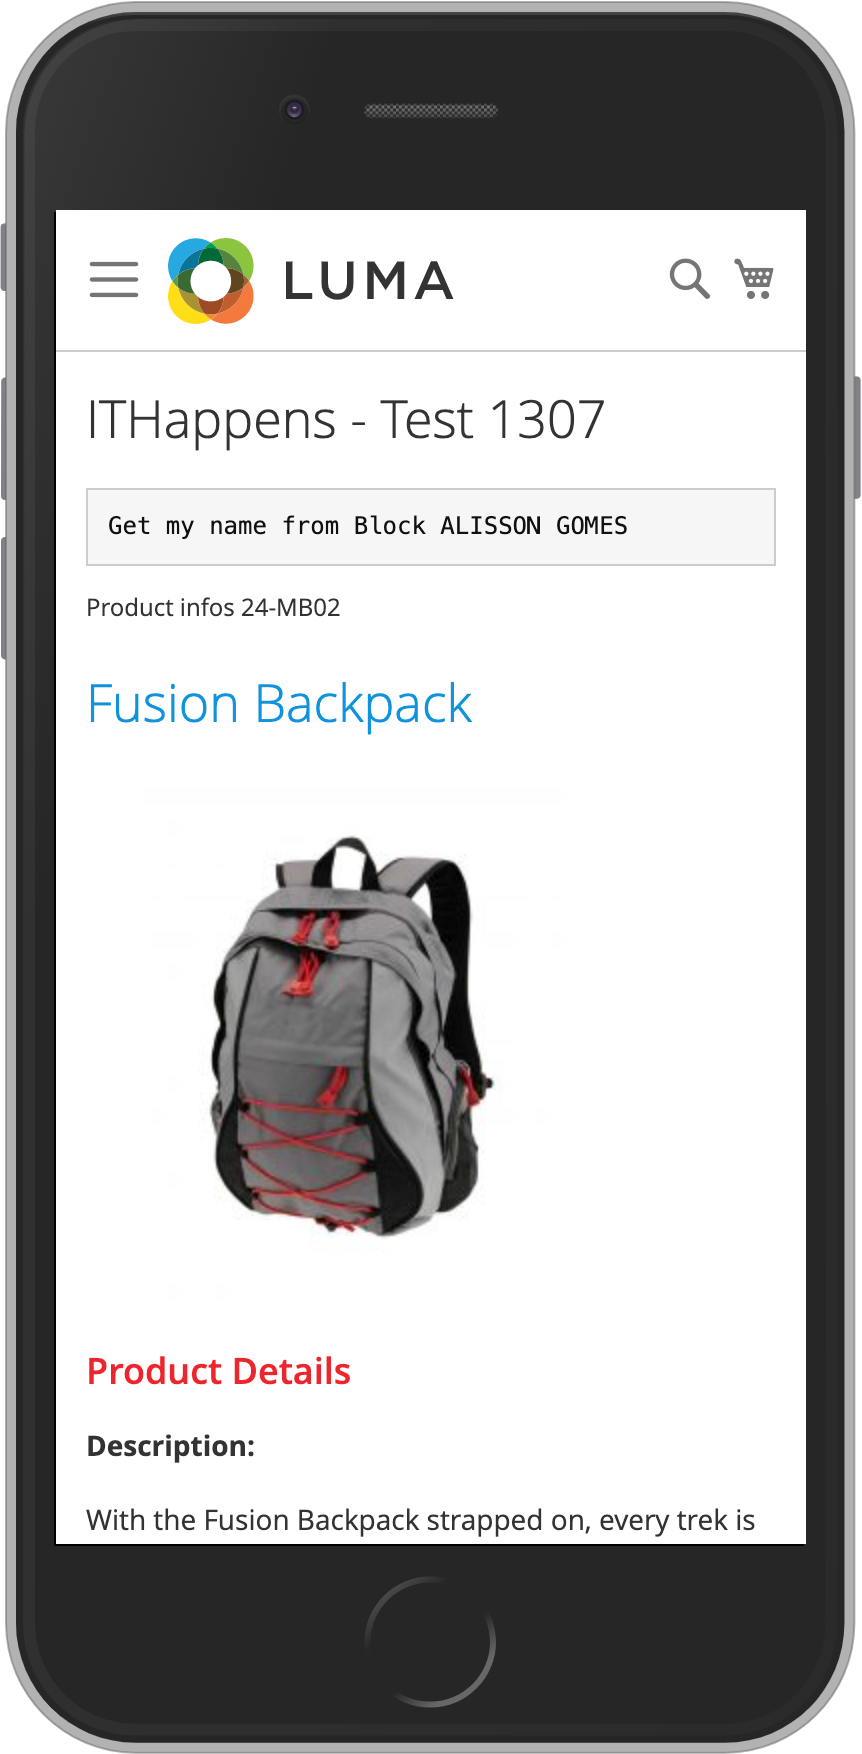 LUMA
ITHappens - Test 1307
Get my name from Block ALISSON GOMES
Product infos 24-MB02
Fusion Backpack
Product Details
Description:
With the Fusion Backpack strapped on, every trek is